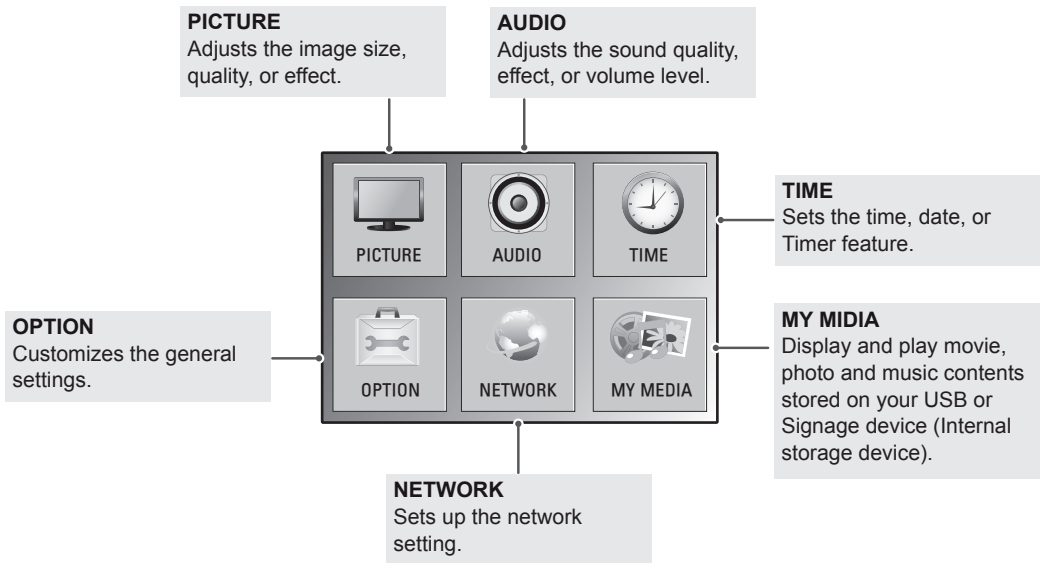 PICTURE
Adjusts the image size,
quality, or effect.
AUDIO
Adjusts the sound quality,
effect, or volume level.
PICTURE
AUDIO
TIME
TIME
Sets the time, date, or
Timer feature.
OPTION
Customizes the general
settings.
OPTION
NETWORK
MY MEDIA
MY MIDIA
Display and play movie,
photo and music contents
stored on your USB or
Signage device (Internal
storage device).
NETWORK
Sets up the network
setting.